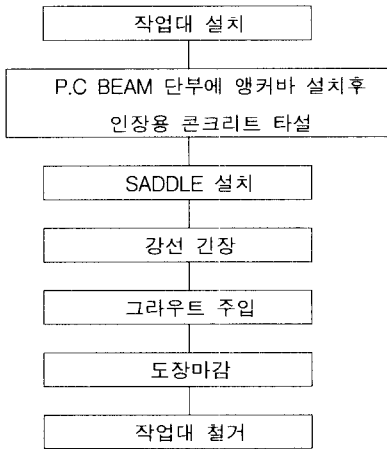 작업대 설치
P.C BEAM 단부에 앵커바 설치후
인장용 콘크리트 타설
SADDLE 설치
강선 긴장
그라우트 주입
도장마감
작업대 철거